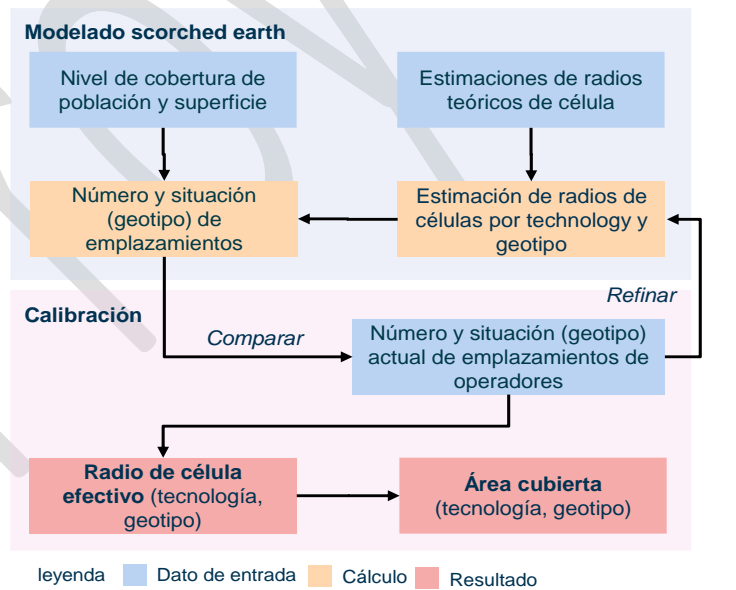 Modelado scorched earth
Nivel de cobertura de
población y superficie
Estimaciones de radios
teóricos de célula
Número y situación
(geotipo) de
emplazamientos
Estimación de radios de
células por technology y
geotipo
Refinar
Calibración
Comparar
Número y situación (geotipo)
actual de emplazamientos de
operadores
Radio de célula
efectivo (tecnología,
geotipo)
Área cubierta
(tecnología, geotipo)
leyenda
Dato de entrada
Cálculo
Resultado